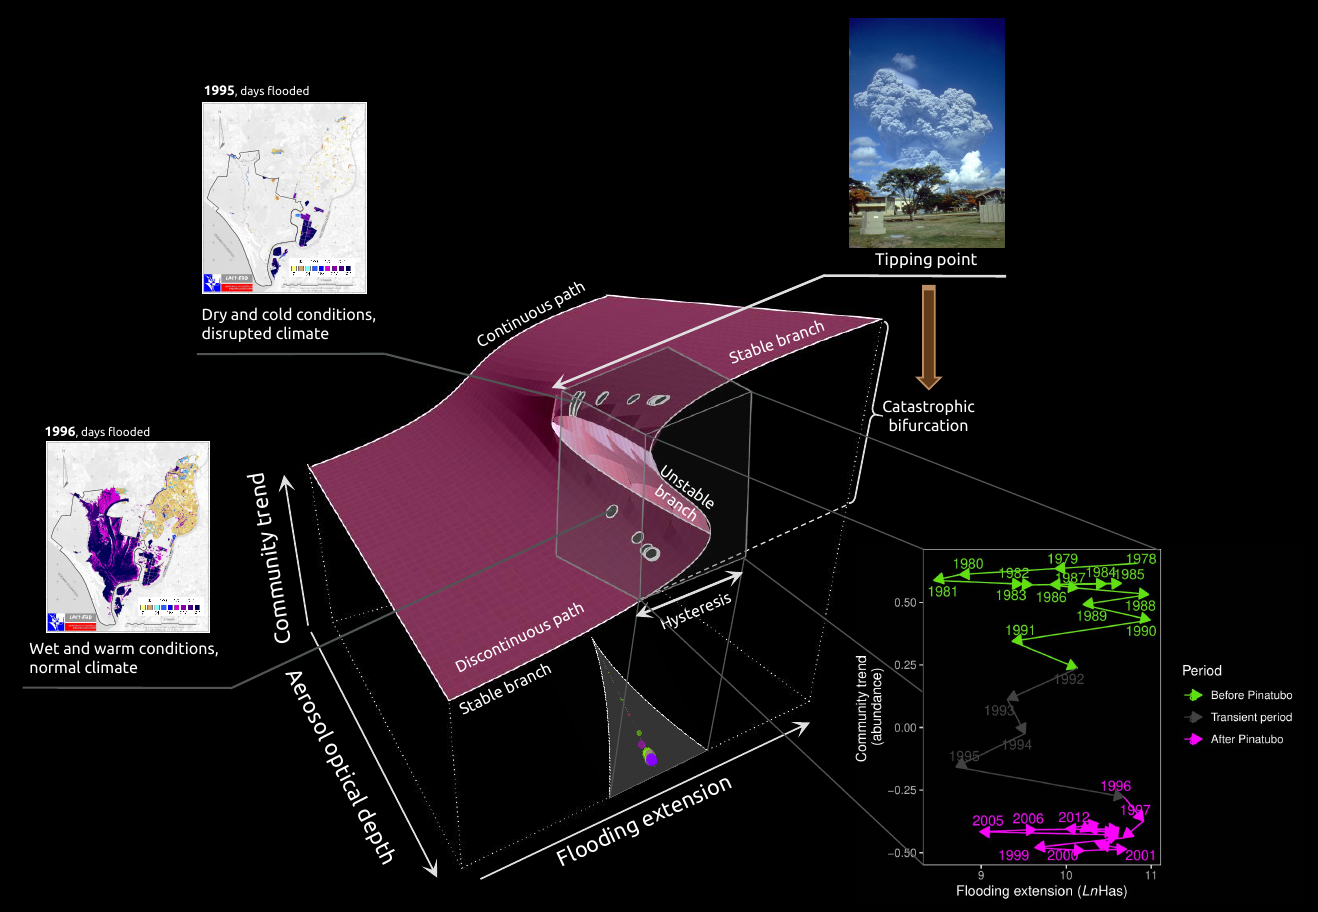 1995, days flooded
Dry and cold conditions,
disrupted climate
1996, days flooded
Wet and warm conditions,
normal climate
Tipping point
Catastrophic
bifurcation
Continuous path
Stable branch
Unstable
branch
Discontinuous path
Stable branch
Hysteresis
Community trend
Aerosol optical depth
Flooding extension
Community trend
(abundance)
0.50
0.25
0.00
−0.25
−0.50
1978
1979
1980
1981
1982
1983
1984
1985
1986
1987
1988
1989
1990
1991
1992
1993
1994
1995
1996
1997
2005
2006
2012
1999
2000
2001
9
10
11
Flooding extension (LnHas)
Period
Before Pinatubo
Transient period
After Pinatubo